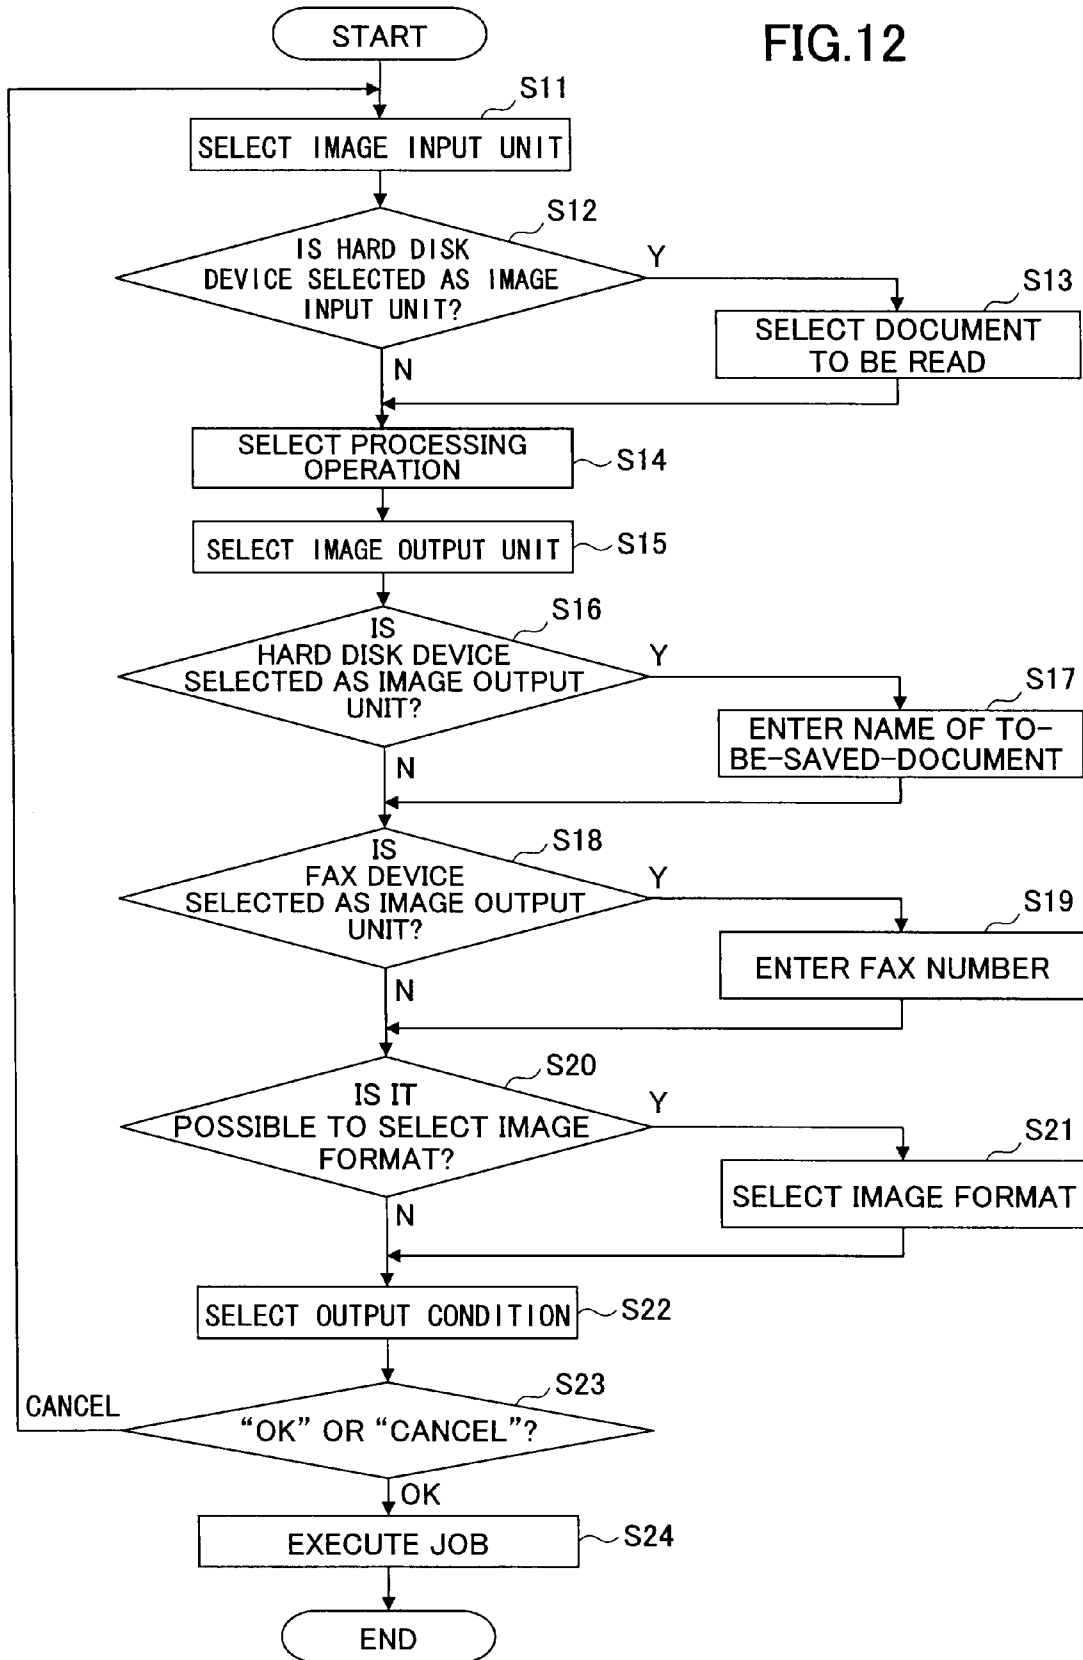 START
FIG.12
S11
SELECT IMAGE INPUT UNIT
S12
IS HARD DISK
DEVICE SELECTED AS IMAGE
INPUT UNIT?
Y
S13
SELECT DOCUMENT
TO BE READ
N
SELECT PROCESSING
OPERATION
S14
SELECT IMAGE OUTPUT UNIT
S15
S16
IS
HARD DISK DEVICE
SELECTED AS IMAGE OUTPUT
UNIT?
Y
S17
ENTER NAME OF TO-
BE-SAVED-DOCUMENT
N
S18
IS
FAX DEVICE
SELECTED AS IMAGE OUTPUT
UNIT?
Y
S19
ENTER FAX NUMBER
N
S20
IS IT
POSSIBLE TO SELECT IMAGE
FORMAT?
Y
S21
SELECT IMAGE FORMAT
N
SELECT OUTPUT CONDITION
S22
S23
CANCEL
“OK” OR “CANCEL”?
OK
EXECUTE JOB
S24
END